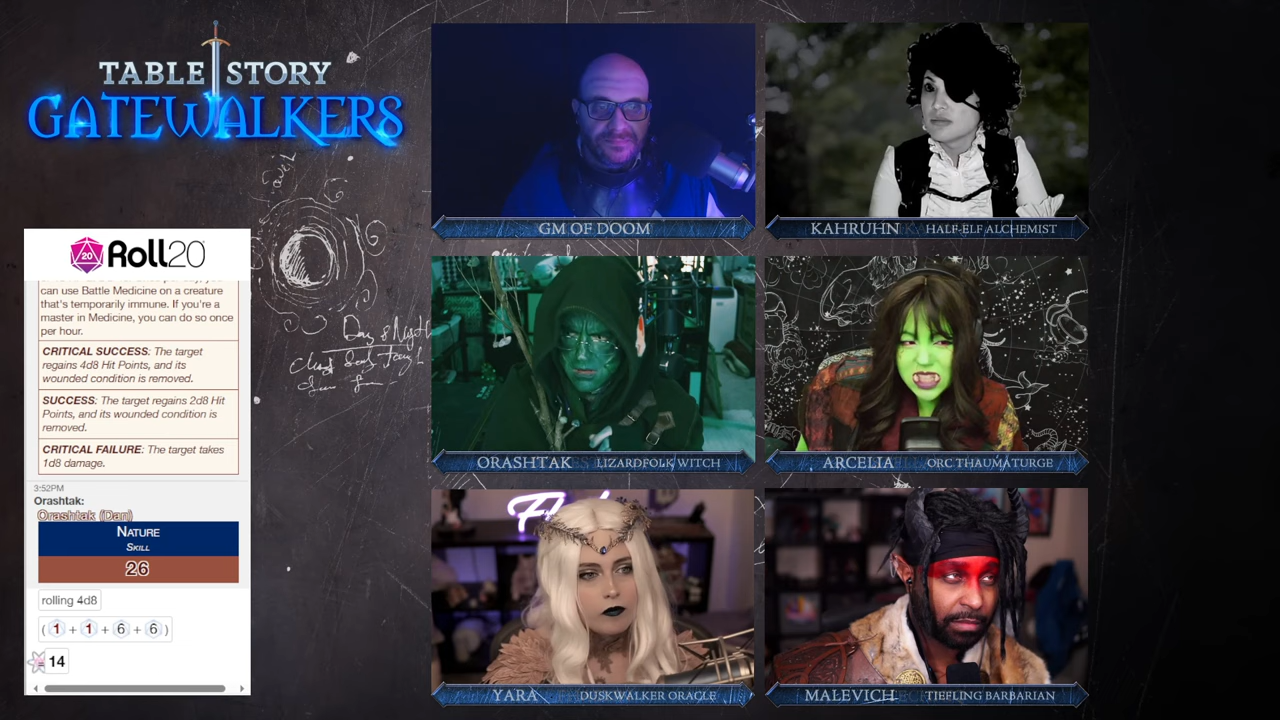 TABLE STORY
GATEWALKERS
20
Roll20
can use Battle Medicine on a creature
that's temporarily immune. If you're a
master in Medicine, you can do so once
per hour.
CRITICAL SUCCESS: The target
regains 4d8 Hit Points, and its
wounded condition is removed.
SUCCESS: The target regains 2d8 Hit
Points, and its wounded condition is
removed.
CRITICAL FAILURE: The target takes
1d8 damage.
3:52PM
Orashtak:
Orashtak (Dan)
NATURE
SKILL
26
rolling 4d8
(1+1+6+6)
14
GM OF DOOM
KAHRUHN HALF-ELF ALCHEMIST
ORASHTAK LIZARDFOLK WITCH
ARCELIA ORC THAUMATURGE
YARA DUSKWALKER ORACLE
MALEVICH TIEFLING BARBARIAN